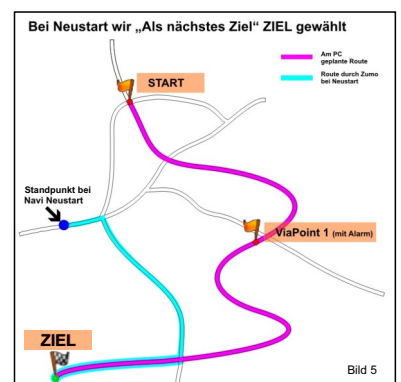 Bei Neustart wir „Als nächstes Ziel“ ZIEL gewählt
Am PC
geplante Route
Route durch Zumo
bei Neustart
START
Standpunkt bei
Navi Neustart
ViaPoint 1 (mit Alarm)
ZIEL
Bild 5